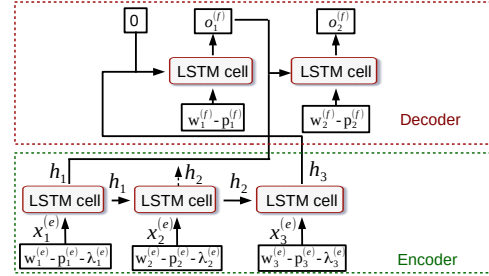 0 o₁⁽ᶠ⁾ o₂⁽ᶠ⁾
LSTM cell LSTM cell
w₁⁽ᶠ⁾-p₁⁽ᶠ⁾ w₂⁽ᶠ⁾-p₂⁽ᶠ⁾
Decoder
h₁ h₁ h₂ h₂ h₃
LSTM cell LSTM cell LSTM cell
x₁⁽ᵉ⁾ x₂⁽ᵉ⁾ x₃⁽ᵉ⁾
w₁⁽ᵉ⁾-p₁⁽ᵉ⁾-λ₁⁽ᵉ⁾ w₂⁽ᵉ⁾-p₂⁽ᵉ⁾-λ₂⁽ᵉ⁾ w₃⁽ᵉ⁾-p₃⁽ᵉ⁾-λ₃⁽ᵉ⁾
Encoder